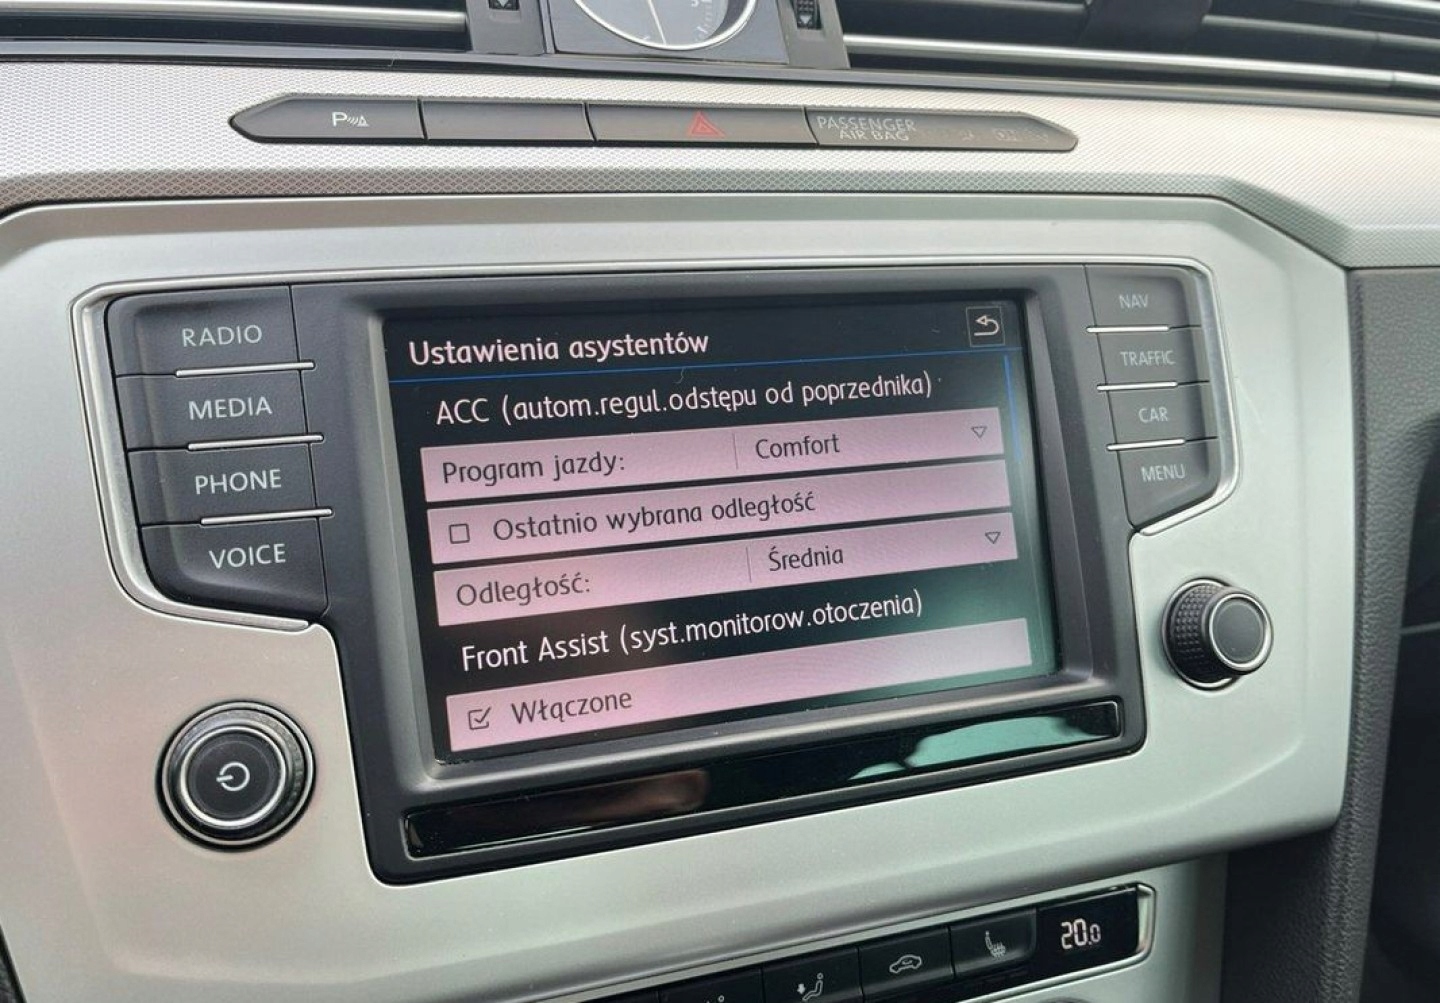 P
PASSENGER
AIR BAG
RADIO
MEDIA
PHONE
VOICE
Ustawienia asystentów
ACC (autom.regul.odstępu od poprzednika)
Program jazdy: Comfort
Ostatnio wybrana odległość
Odległość: Średnia
Front Assist (syst.monitorow.otoczenia)
Włączone
NAV
TRAFFIC
CAR
MENU
20.0